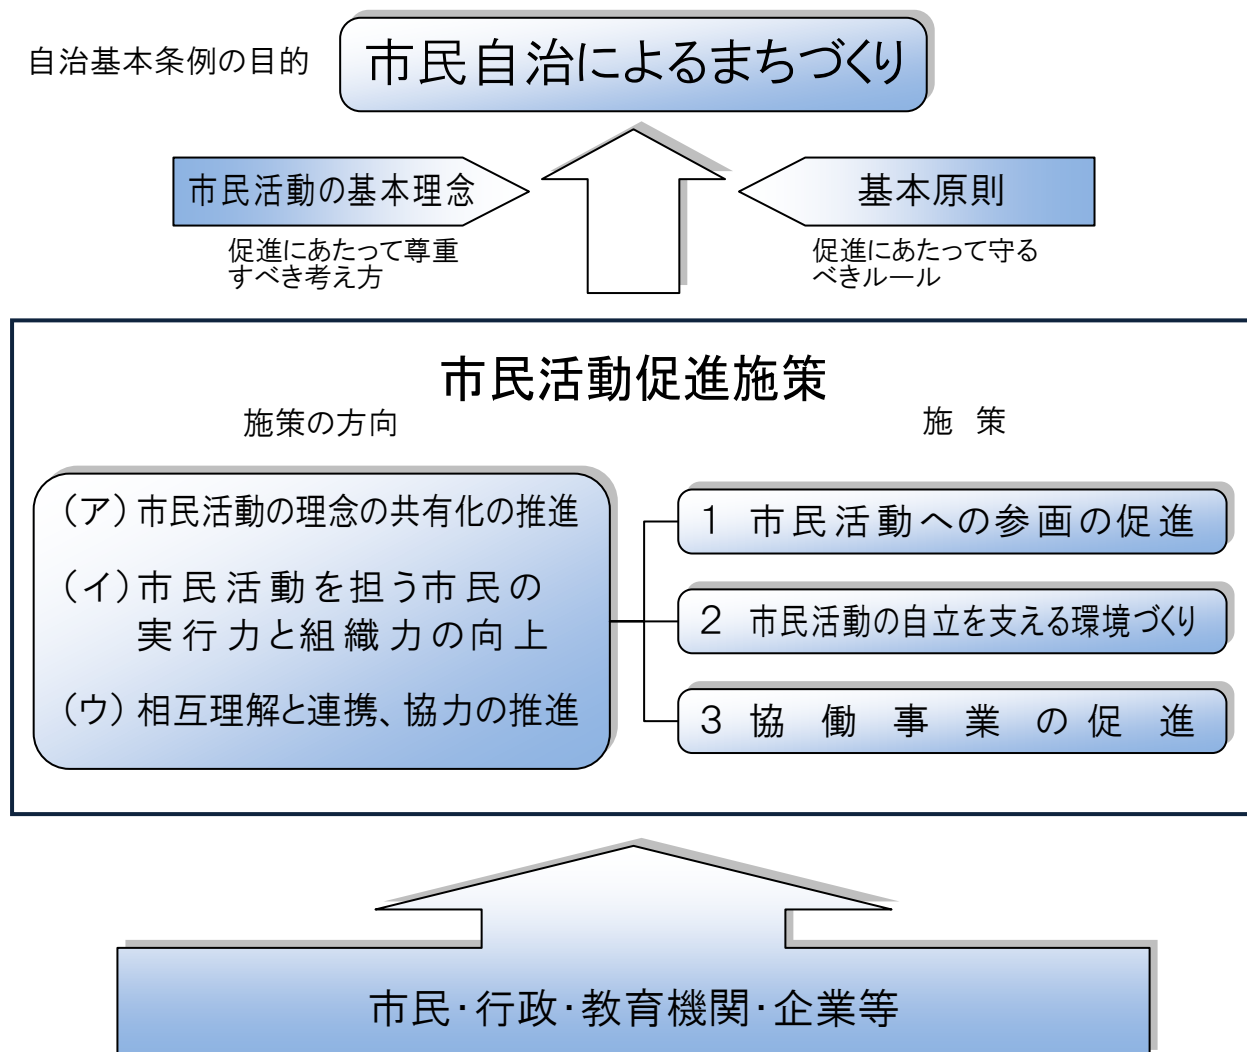 自治基本条例の目的
市民自治によるまちづくり
市民活動の基本理念
促進にあたって尊重
すべき考え方
基本原則
促進にあたって守る
べきルール
市民活動促進施策
施策の方向
(ア)市民活動の理念の共有化の推進
(イ)市民活動を担う市民の
実行力と組織力の向上
(ウ)相互理解と連携、協力の推進
施 策
1 市民活動への参画の促進
2 市民活動の自立を支える環境づくり
3 協働事業の促進
市民・行政・教育機関・企業等